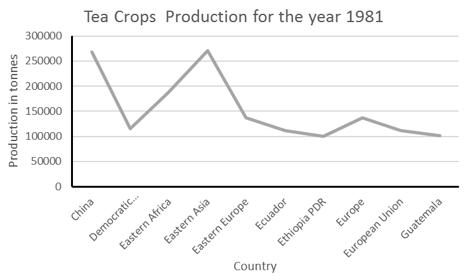 Tea Crops Production for the year 1981
Production in tonnes
300000
250000
200000
150000
100000
50000
0
China
Democratic...
Eastern Africa
Eastern Asia
Eastern Europe
Ecuador
Ethiopia PDR
Europe
European Union
Guatemala
Country